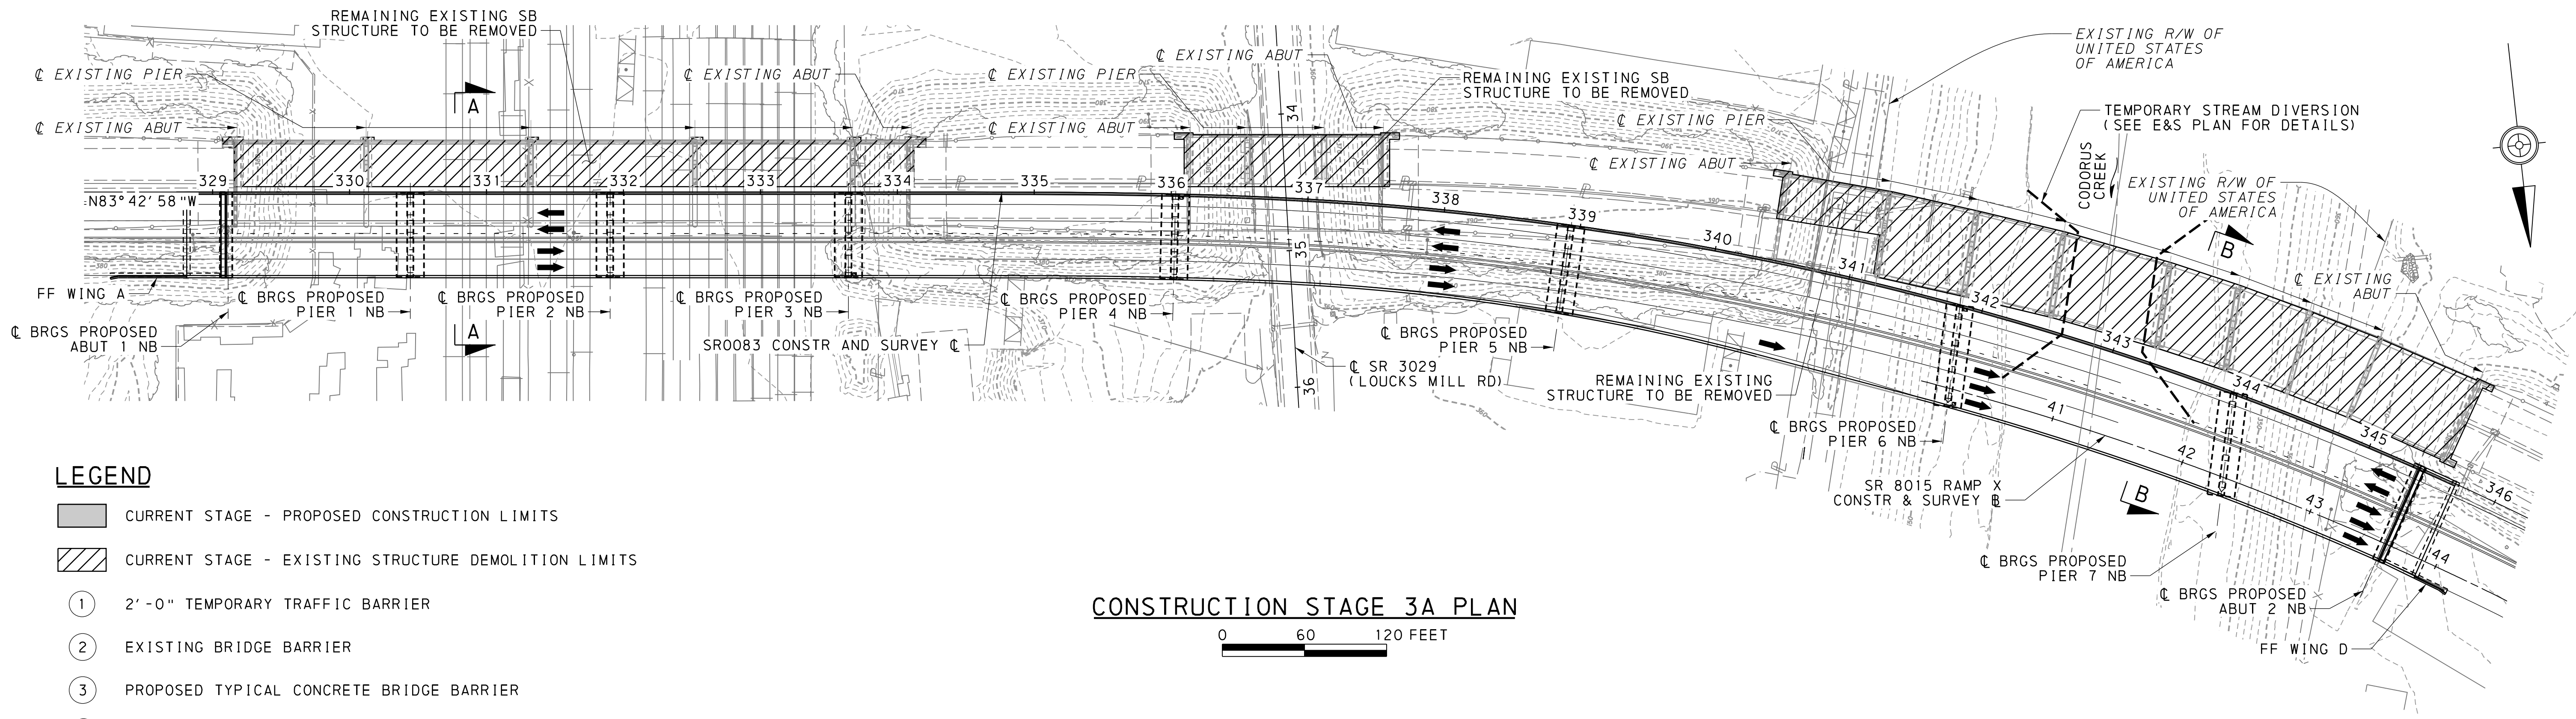 REMAINING EXISTING SB
STRUCTURE TO BE REMOVED
℄ EXISTING PIER
℄ EXISTING ABUT
A
℄ EXISTING ABUT
℄ EXISTING PIER
℄ EXISTING ABUT
℄ EXISTING ABUT
34
REMAINING EXISTING SB
STRUCTURE TO BE REMOVED
℄ EXISTING PIER
℄ EXISTING ABUT
EXISTING R/W OF
UNITED STATES
OF AMERICA
TEMPORARY STREAM DIVERSION
(SEE E&S PLAN FOR DETAILS)
CODORUS
CREEK
EXISTING R/W OF
UNITED STATES
OF AMERICA
B
℄ EXISTING
ABUT
329
330
331
332
333
334
335
336
337
338
339
340
341
342
343
344
345
346
N83°42'58"W
35
36
41
42
43
44
FF WING A
℄ BRGS PROPOSED
ABUT 1 NB
℄ BRGS PROPOSED
PIER 1 NB
A
℄ BRGS PROPOSED
PIER 2 NB
℄ BRGS PROPOSED
PIER 3 NB
SR0083 CONSTR AND SURVEY ℄
℄ BRGS PROPOSED
PIER 4 NB
℄ SR 3029
(LOUCKS MILL RD)
℄ BRGS PROPOSED
PIER 5 NB
REMAINING EXISTING
STRUCTURE TO BE REMOVED
℄ BRGS PROPOSED
PIER 6 NB
SR 8015 RAMP X
CONSTR & SURVEY B
B
℄ BRGS PROPOSED
PIER 7 NB
℄ BRGS PROPOSED
ABUT 2 NB
FF WING D
LEGEND
CURRENT STAGE - PROPOSED CONSTRUCTION LIMITS
CURRENT STAGE - EXISTING STRUCTURE DEMOLITION LIMITS
1 2'-0" TEMPORARY TRAFFIC BARRIER
2 EXISTING BRIDGE BARRIER
3 PROPOSED TYPICAL CONCRETE BRIDGE BARRIER
CONSTRUCTION STAGE 3A PLAN
0 60 120 FEET